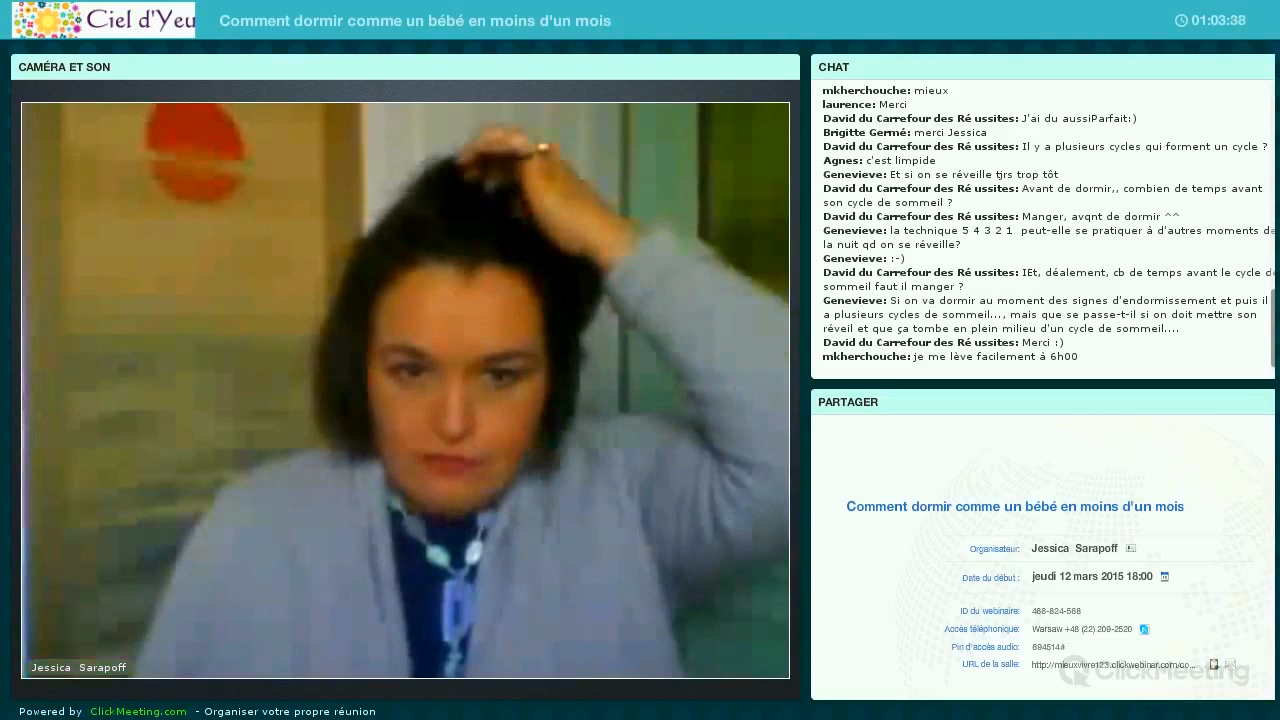 Ciel d'Yeu
Comment dormir comme un bébé en moins d'un mois
01:03:38
CAMÉRA ET SON
Jessica Sarapoff
CHAT
mkherchouche: mieux
laurence: Merci
David du Carrefour des Ré ussites: J'ai du aussiParfait:)
Brigitte Germé: merci Jessica
David du Carrefour des Ré ussites: Il y a plusieurs cycles qui forment un cycle ?
Agnes: c'est limpide
Genevieve: Et si on se réveille tjrs trop tôt
David du Carrefour des Ré ussites: Avant de dormir,, combien de temps avant
son cycle de sommeil ?
David du Carrefour des Ré ussites: Manger, avqnt de dormir ^^
Genevieve: la technique 5 4 3 2 1 peut-elle se pratiquer à d'autres moments de
la nuit qd on se réveille?
Genevieve: :-)
David du Carrefour des Ré ussites: IEt, déalement, cb de temps avant le cycle d
sommeil faut il manger ?
Genevieve: Si on va dormir au moment des signes d'endormissement et puis il
a plusieurs cycles de sommeil..., mais que se passe-t-il si on doit mettre son
réveil et que ça tombe en plein milieu d'un cycle de sommeil....
David du Carrefour des Ré ussites: Merci :)
mkherchouche: je me lève facilement à 6h00
PARTAGER
Comment dormir comme un bébé en moins d'un mois
Organisateur: Jessica Sarapoff
Date du début : jeudi 12 mars 2015 18:00
ID du webinaire: 486-824-568
Accès téléphonique: Warsaw +48 (22) 209-2520
Pin d'accès audio: 894514#
URL de la salle: http://mieuxvivre123.clickwebinar.com/co...
ClickMeeting
Powered by ClickMeeting.com - Organiser votre propre réunion